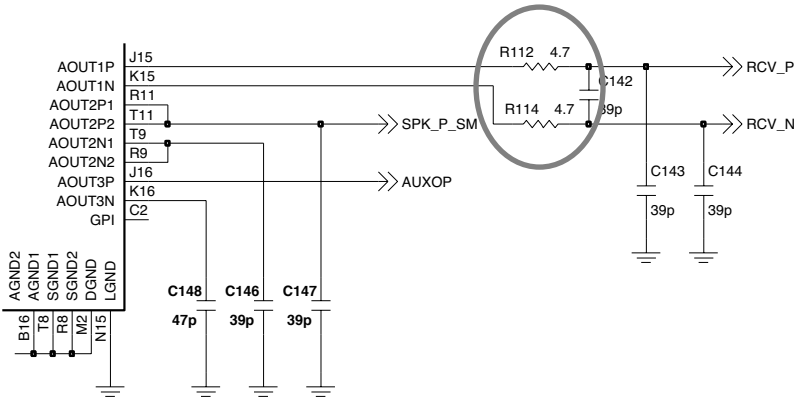 J15
R112 4.7
AOUT1P
RCV_P
K15
AOUT1N
C142
R11
AOUT2P1
39p
R114 4.7
T11
AOUT2P2
SPK_P_SM
RCV_N
T9
AOUT2N1
R9
AOUT2N2
J16
AOUT3P
AUXOP
C143
C144
K16
AOUT3N
C2
GPI
39p
39p
AGND2
AGND1
SGND1
SGND2
DGND
LGND
C148
C146
C147
47p
39p
39p
B16
T8
R8
M2
N15